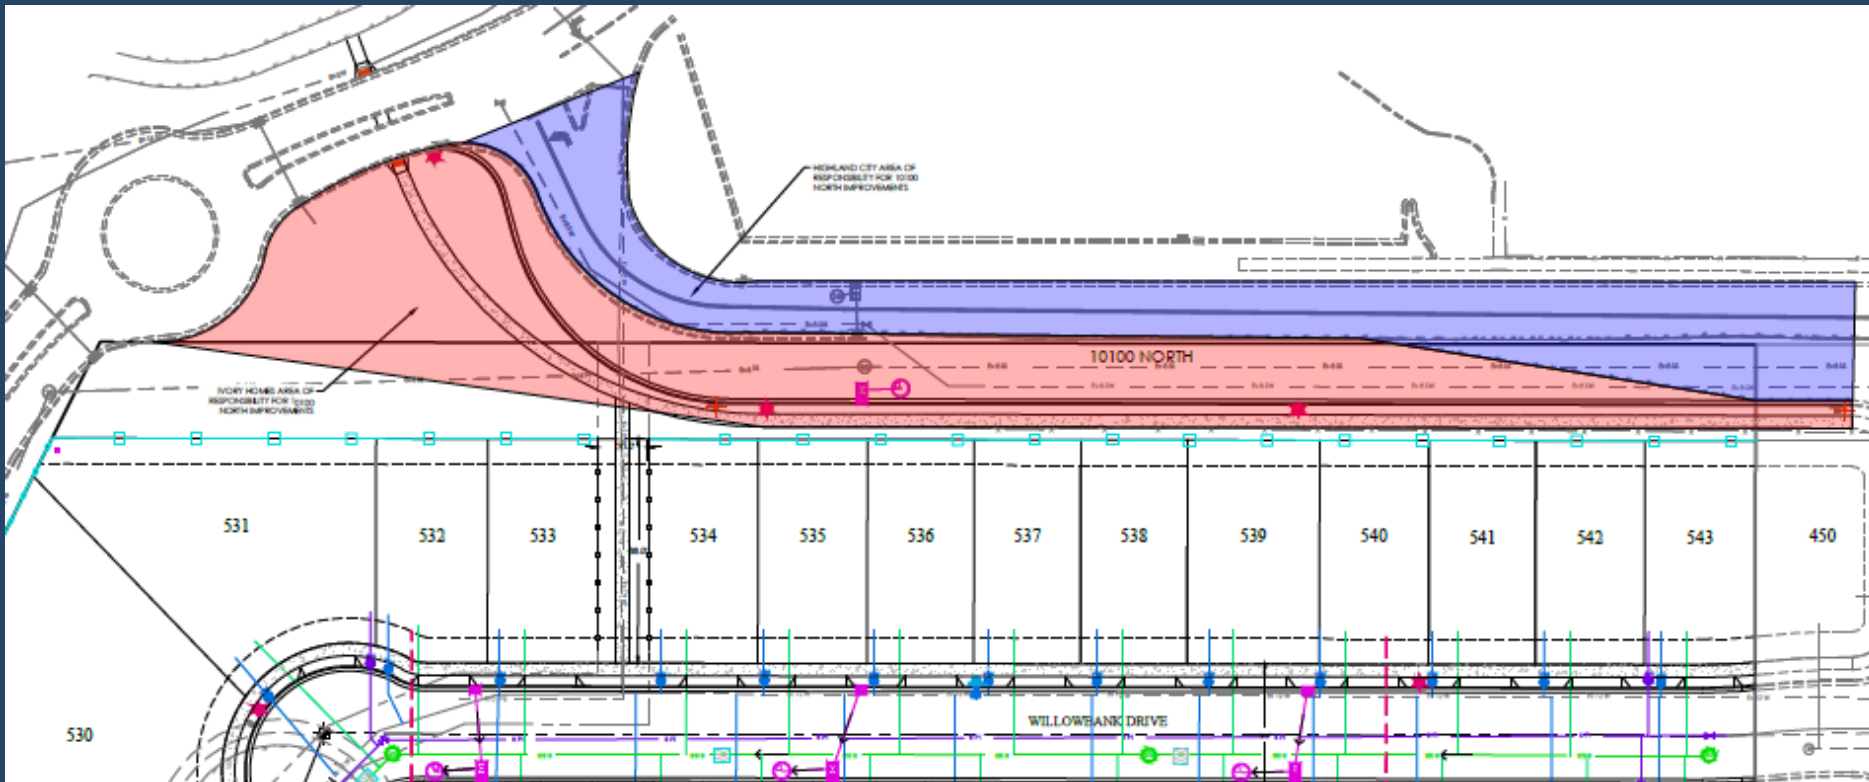 HIGHLAND CITY AREA OF
RESPONSIBILITY FOR 10100
NORTH IMPROVEMENTS
10100 NORTH
IVORY HOMES AREA OF
RESPONSIBILITY FOR 10100
NORTH IMPROVEMENTS
531
532
533
534
535
536
537
538
539
540
541
542
543
450
530
WILLOWBANK DRIVE